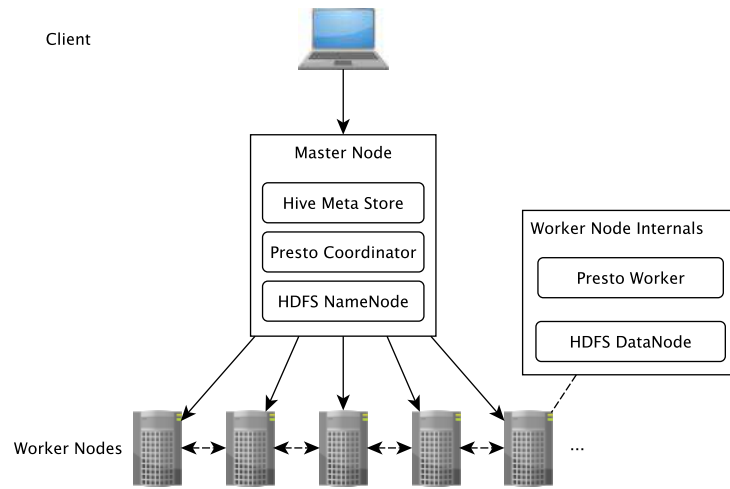 Client
Master Node
Hive Meta Store
Presto Coordinator
HDFS NameNode
Worker Node Internals
Presto Worker
HDFS DataNode
Worker Nodes
...